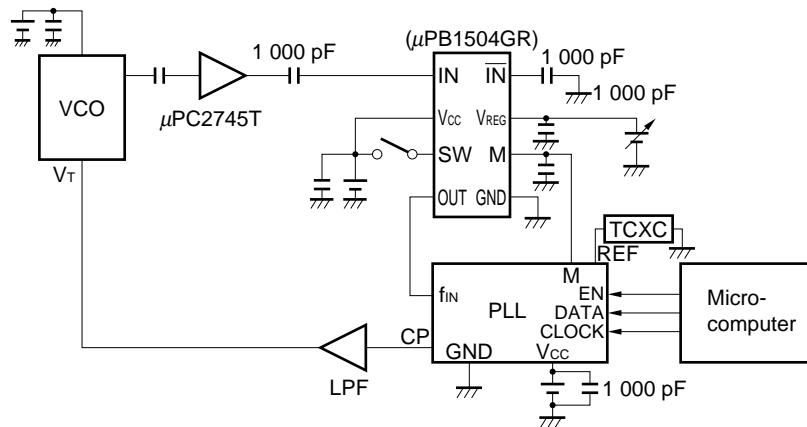 (μPB1504GR)
1 000 pF
1 000 pF
IN
IN
1 000 pF
VCO
μPC2745T
VCC
VREG
SW
M
VT
OUT
GND
TCXC
REF
M
fIN
PLL
EN
DATA
CLOCK
Micro-
computer
CP
GND
VCC
LPF
1 000 pF